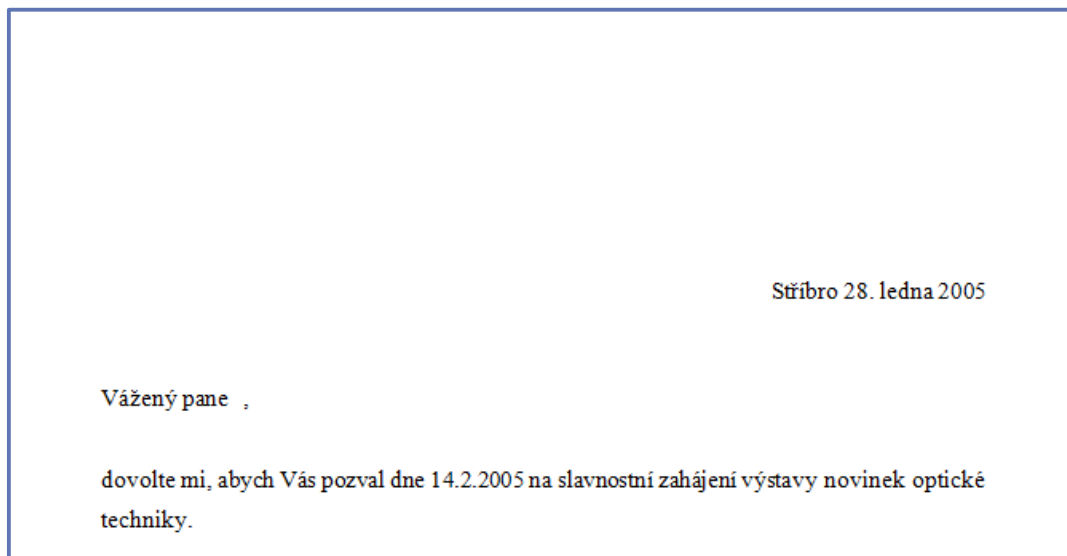 Stříbro 28. ledna 2005
Vážený pane   ,
dovolte mi, abych Vás pozval dne 14.2.2005 na slavnostní zahájení výstavy novinek optické
techniky.